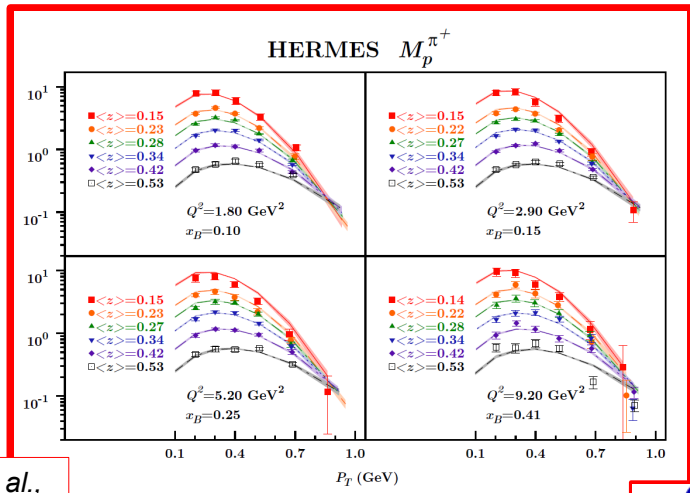 HERMES M_p^{π+}
10^1
10^0
10^-1
<z>=0.15
<z>=0.23
<z>=0.28
<z>=0.34
<z>=0.42
<z>=0.53
Q^2=1.80 GeV^2
x_B=0.10
<z>=0.15
<z>=0.22
<z>=0.27
<z>=0.34
<z>=0.42
<z>=0.53
Q^2=2.90 GeV^2
x_B=0.15
10^1
10^0
10^-1
<z>=0.15
<z>=0.23
<z>=0.27
<z>=0.34
<z>=0.42
<z>=0.53
Q^2=5.20 GeV^2
x_B=0.25
<z>=0.14
<z>=0.22
<z>=0.28
<z>=0.34
<z>=0.42
<z>=0.53
Q^2=9.20 GeV^2
x_B=0.41
0.1 0.4 0.7 1.0 0.1 0.4 0.7 1.0
P_T (GeV)
al.,